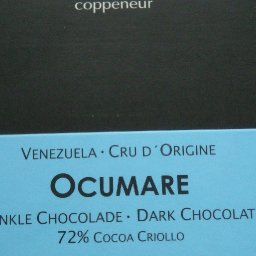 coppeneur
VENEZUELA · CRU D´ORIGINE
OCUMARE
NKLE CHOCOLADE · DARK CHOCOLAT
72% COCOA CRIOLLO